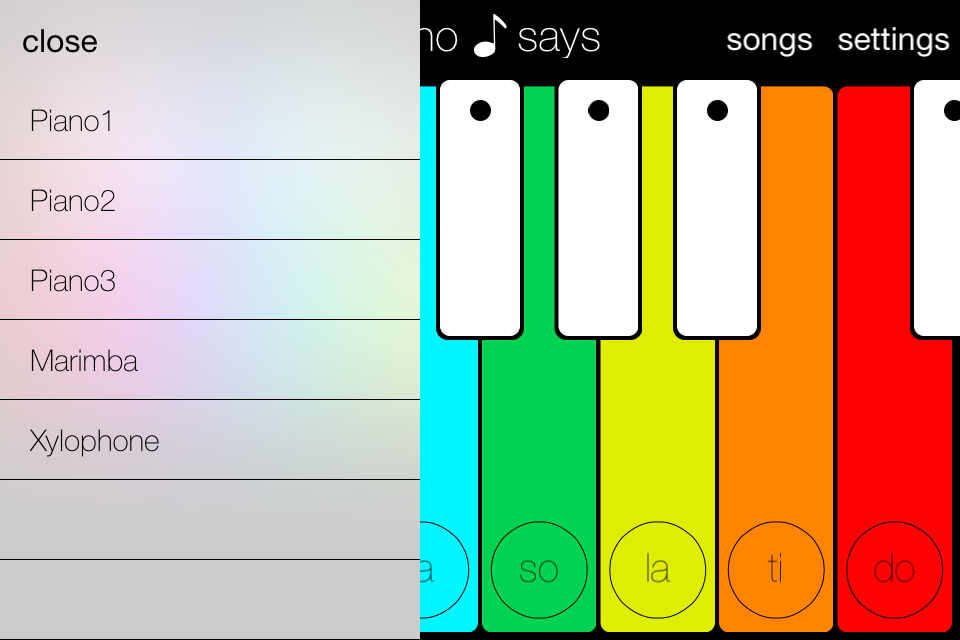 close
Piano1
Piano2
Piano3
Marimba
Xylophone
no says
songs settings
a so la ti do